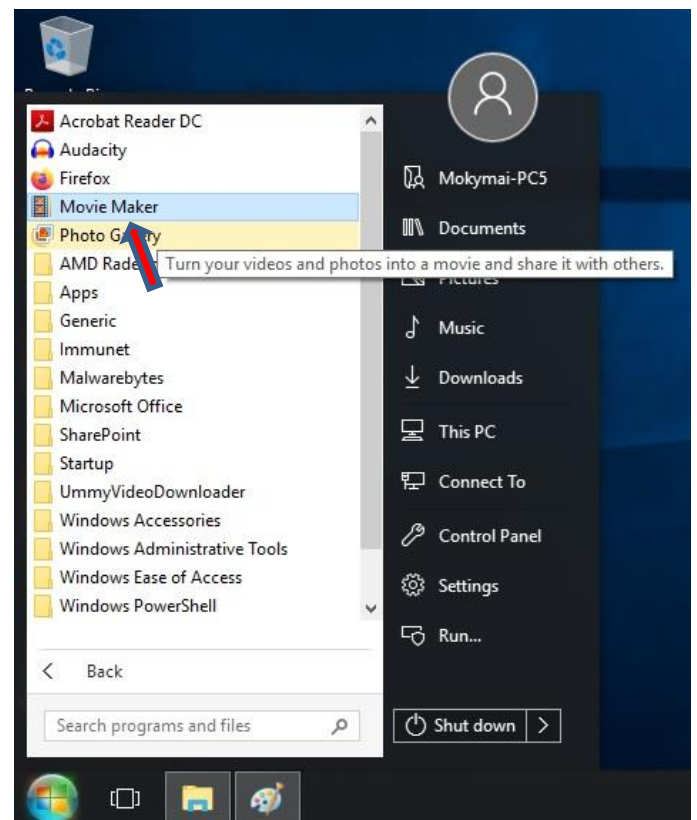 Acrobat Reader DC
Audacity
Firefox
Movie Maker
Photo Gallery
AMD Rade
Turn your videos and photos into a movie and share it with others.
Apps
Generic
Immunet
Malwarebytes
Microsoft Office
SharePoint
Startup
UmmyVideoDownloader
Windows Accessories
Windows Administrative Tools
Windows Ease of Access
Windows PowerShell
Back
Search programs and files
Mokymai-PC5
Documents
Pictures
Music
Downloads
This PC
Connect To
Control Panel
Settings
Run...
Shut down